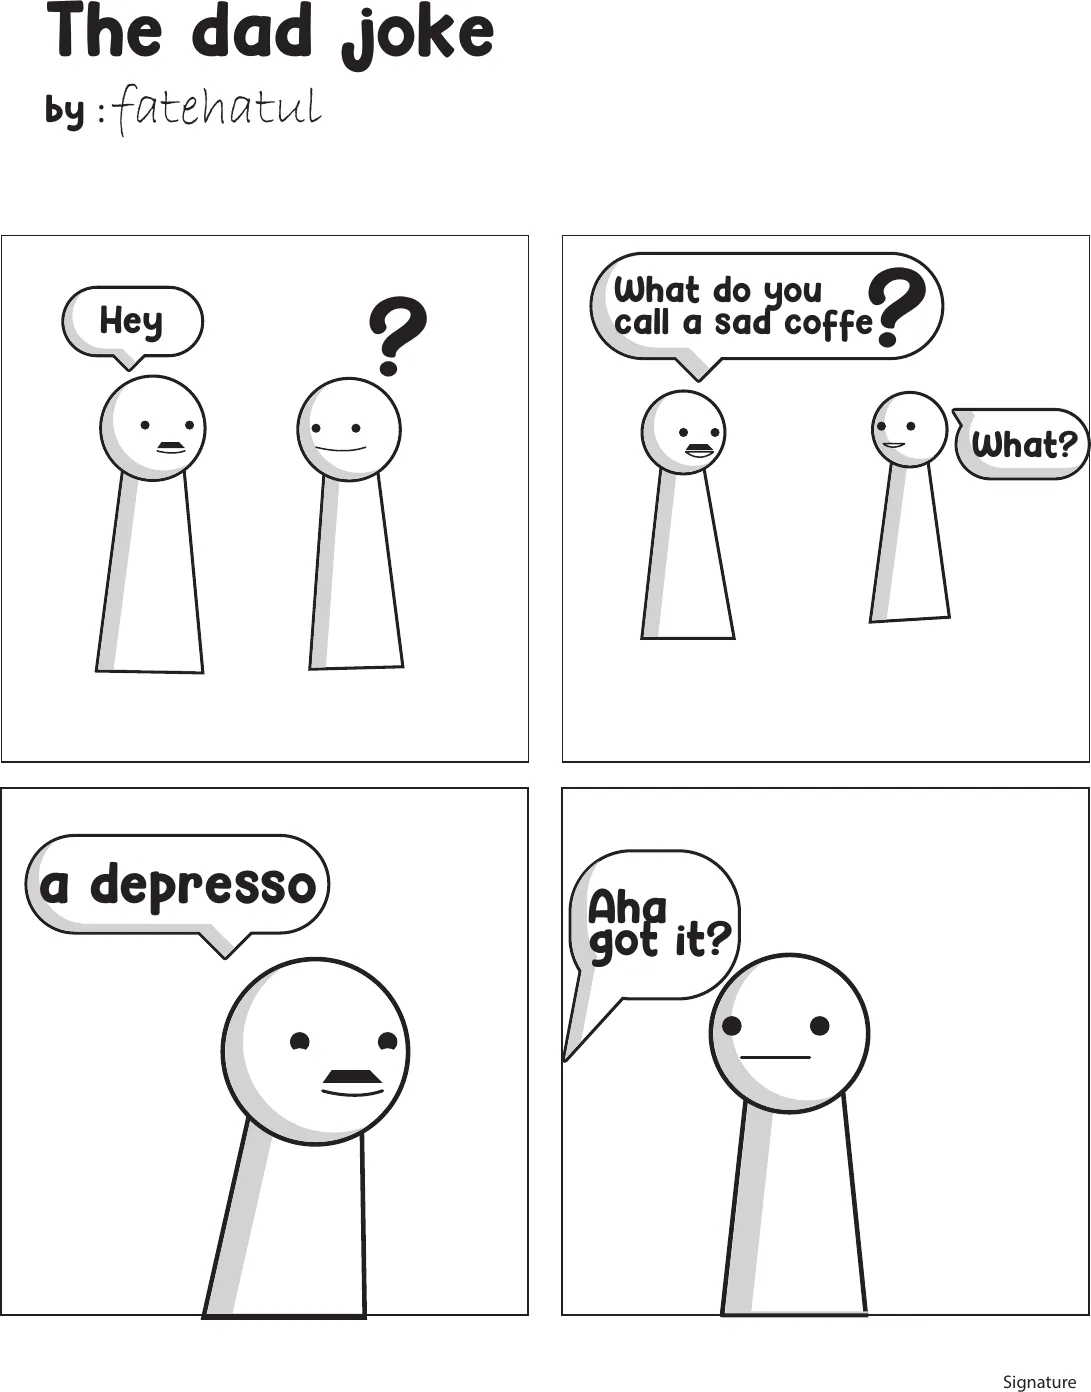 The dad joke
by : fatehatul
Hey
?
What do you
call a sad coffe?
What?
a depresso
Aha
got it?
Signature